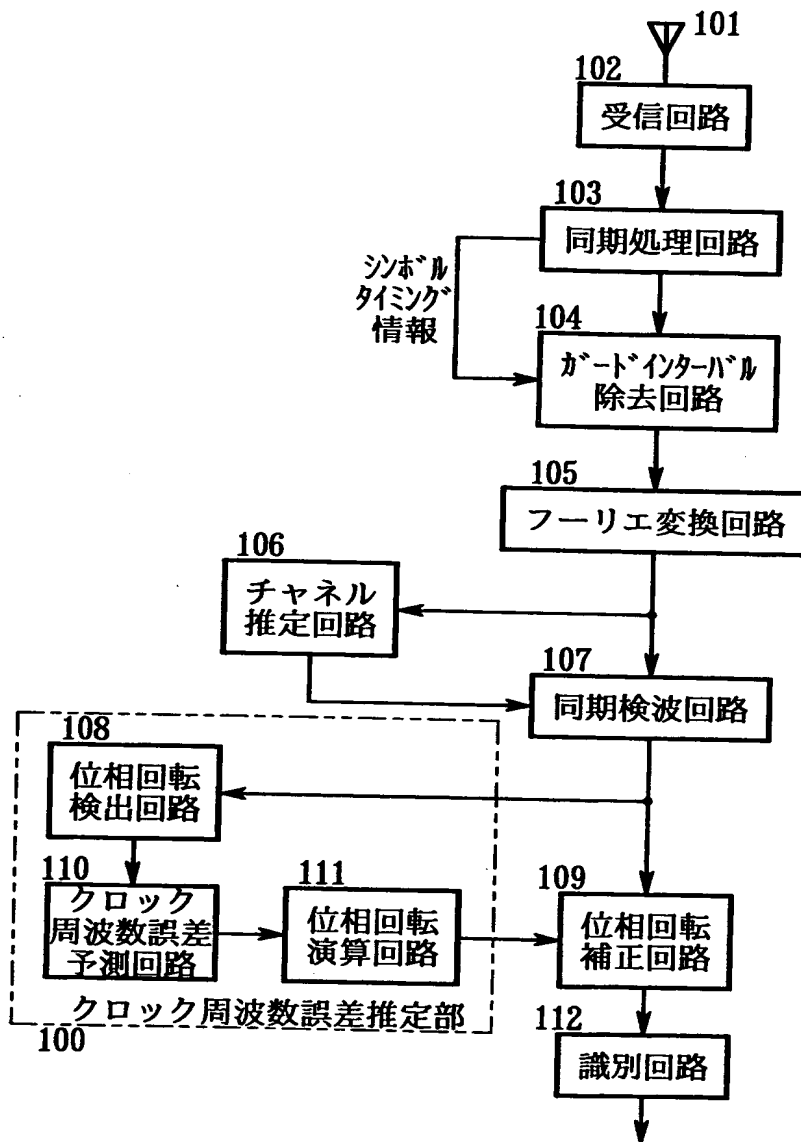 101
102
受信回路
103
同期処理回路
シンボル
タイミング
情報
104
ガードインターバル
除去回路
105
フーリエ変換回路
106
チャネル
推定回路
107
同期検波回路
108
位相回転
検出回路
110
クロック
周波数誤差
予測回路
111
位相回転
演算回路
109
位相回転
補正回路
クロック周波数誤差推定部
100
112
識別回路